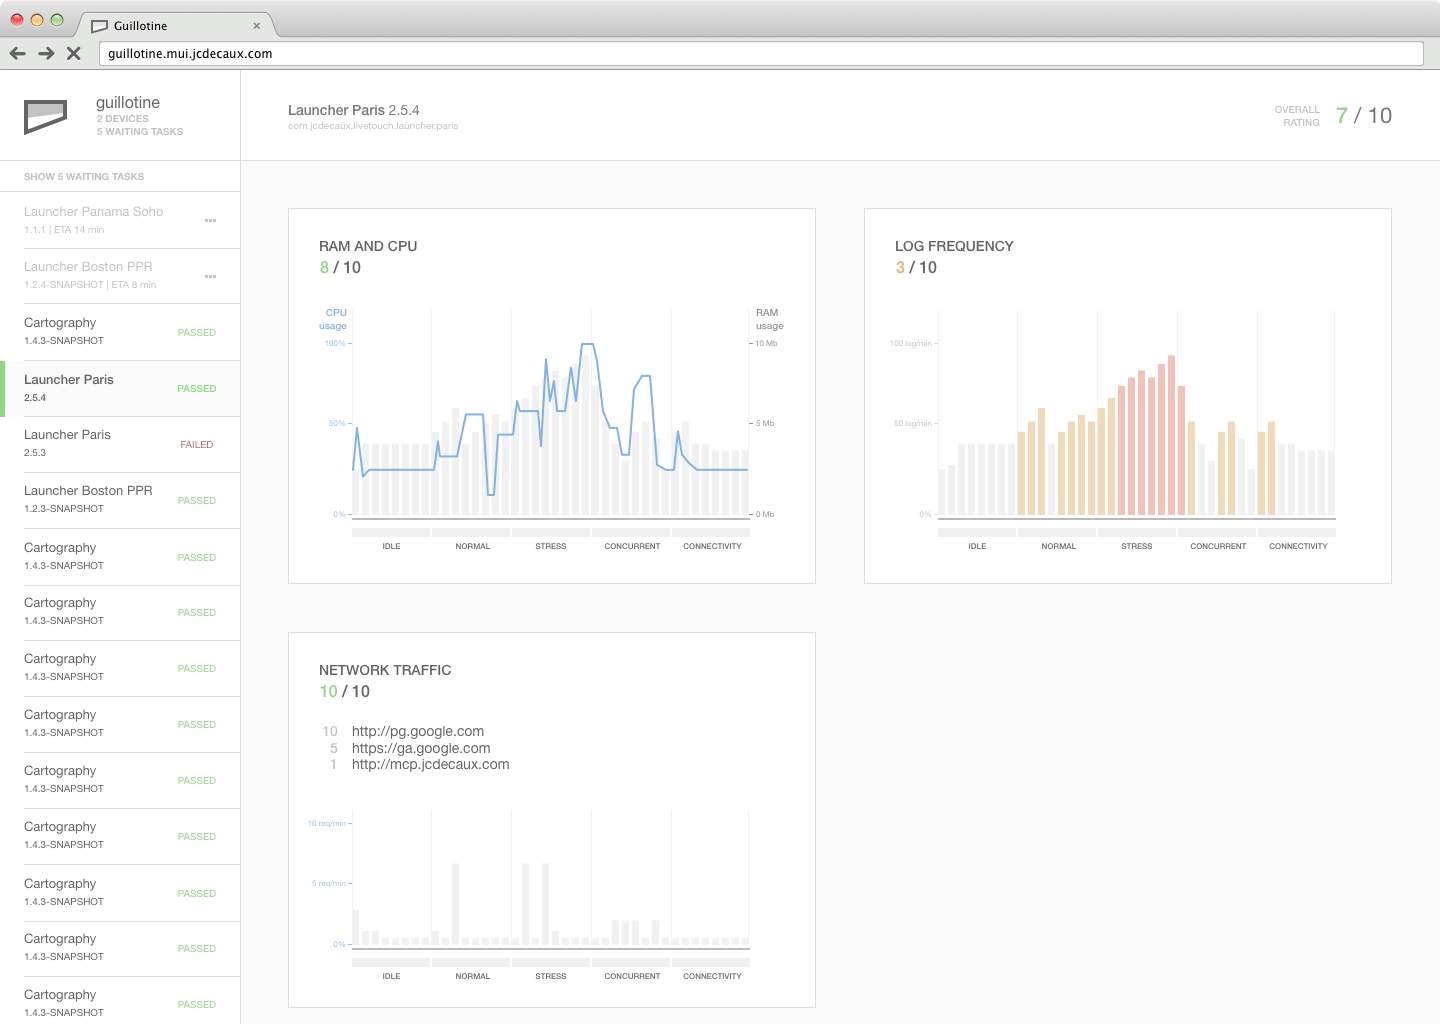 Guillotine
guillotine.mui.jcdecaux.com
guillotine
2 DEVICES
5 WAITING TASKS
Launcher Paris 2.5.4
com.jcdecaux.livetouch.launcher.paris
OVERALL
RATING
7 / 10
SHOW 5 WAITING TASKS
Launcher Panama Soho
1.1.1 | ETA 14 min
Launcher Boston PPR
1.2.4-SNAPSHOT | ETA 8 min
Cartography
1.4.3-SNAPSHOT
PASSED
Launcher Paris
2.5.4
PASSED
Launcher Paris
2.5.3
FAILED
Launcher Boston PPR
1.2.3-SNAPSHOT
PASSED
Cartography
1.4.3-SNAPSHOT
PASSED
Cartography
1.4.3-SNAPSHOT
PASSED
Cartography
1.4.3-SNAPSHOT
PASSED
Cartography
1.4.3-SNAPSHOT
PASSED
Cartography
1.4.3-SNAPSHOT
PASSED
Cartography
1.4.3-SNAPSHOT
PASSED
Cartography
1.4.3-SNAPSHOT
PASSED
Cartography
1.4.3-SNAPSHOT
PASSED
Cartography
1.4.3-SNAPSHOT
PASSED
RAM AND CPU
8 / 10
CPU
usage
100%
50%
0%
RAM
usage
10 Mb
5 Mb
0 Mb
IDLE NORMAL STRESS CONCURRENT CONNECTIVITY
LOG FREQUENCY
3 / 10
100 log/min
50 log/min
0%
IDLE NORMAL STRESS CONCURRENT CONNECTIVITY
NETWORK TRAFFIC
10 / 10
10 http://pg.google.com
5 https://ga.google.com
1 http://mcp.jcdecaux.com
10 req/min
5 req/min
0%
IDLE NORMAL STRESS CONCURRENT CONNECTIVITY